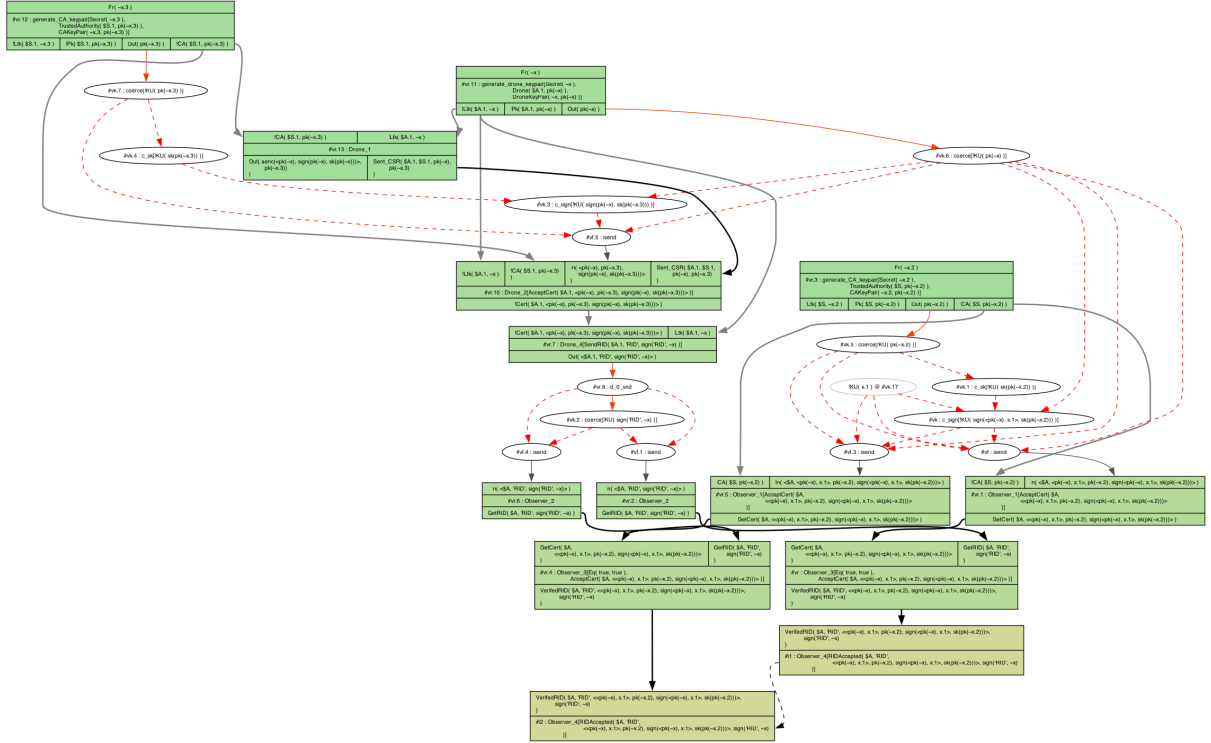 Fr( ~x.3 )
#vr.12 : generate_CA_keypair[Secret( ~x.3 ),
TrustedAuthority( $S.1, pk(~x.3) ),
CAKeyPair( ~x.3, pk(~x.3) )]
!Ltk( $S.1, ~x.3 ) !Pk( $S.1, pk(~x.3) ) Out( pk(~x.3) ) !CA( $S.1, pk(~x.3) )
Fr( ~x )
#vr.11 : generate_drone_keypair[Secret( ~x ),
Drone( $A.1, pk(~x) ),
DroneKeyPair( ~x, pk(~x) )]
!Ltk( $A.1, ~x ) !Pk( $A.1, pk(~x) ) Out( pk(~x) )
#vk.7 : coerce[!KU( pk(~x.3) )]
!CA( $S.1, pk(~x.3) ) !Ltk( $A.1, ~x )
#vr.13 : Drone_1
Out( aenc(<pk(~x), sign(pk(~x), sk(pk(~x)))>,
pk(~x.3))
)
Sent_CSR( $A.1, $S.1, pk(~x),
pk(~x.3)
)
#vk.4 : c_sk[!KU( sk(pk(~x.3)) )]
#vk.6 : coerce[!KU( pk(~x) )]
#vk.3 : c_sign[!KU( sign(pk(~x), sk(pk(~x.3))) )]
#vf.5 : isend
!Ltk( $A.1, ~x )
!CA( $S.1, pk(~x.3)
)
In( <pk(~x), pk(~x.3),
sign(pk(~x), sk(pk(~x.3)))>
)
Sent_CSR( $A.1, $S.1,
pk(~x), pk(~x.3)
)
#vr.10 : Drone_2[AcceptCert( $A.1, <pk(~x), pk(~x.3), sign(pk(~x), sk(pk(~x.3)))> )]
!Cert( $A.1, <pk(~x), pk(~x.3), sign(pk(~x), sk(pk(~x.3)))> )
Fr( ~x.2 )
#vr.3 : generate_CA_keypair[Secret( ~x.2 ),
TrustedAuthority( $S, pk(~x.2) ),
CAKeyPair( ~x.2, pk(~x.2) )]
!Ltk( $S, ~x.2 ) !Pk( $S, pk(~x.2) ) Out( pk(~x.2) ) !CA( $S, pk(~x.2) )
!Cert( $A.1, <pk(~x), pk(~x.3), sign(pk(~x), sk(pk(~x.3)))> ) !Ltk( $A.1, ~x )
#vr.7 : Drone_4[SendRID( $A.1, 'RID', sign('RID', ~x) )]
Out( <$A.1, 'RID', sign('RID', ~x)> )
#vk.5 : coerce[!KU( pk(~x.2) )]
#vr.8 : d_0_snd
!KU( x.1 ) @ #vk.17
#vk.1 : c_sk[!KU( sk(pk(~x.2)) )]
#vk.2 : coerce[!KU( sign('RID', ~x) )]
#vk : c_sign[!KU( sign(<pk(~x), x.1>, sk(pk(~x.2))) )]
#vf.4 : isend
#vf.1 : isend
#vf.3 : isend
#vf : isend
In( <$A, 'RID', sign('RID', ~x)> )
#vr.6 : Observer_2
GetRID( $A, 'RID', sign('RID', ~x) )
In( <$A, 'RID', sign('RID', ~x)> )
#vr.2 : Observer_2
GetRID( $A, 'RID', sign('RID', ~x) )
!CA( $S, pk(~x.2) ) In( <$A, <pk(~x), x.1>, pk(~x.2), sign(<pk(~x), x.1>, sk(pk(~x.2)))> )
#vr.5 : Observer_1[AcceptCert( $A,
<<pk(~x), x.1>, pk(~x.2), sign(<pk(~x), x.1>, sk(pk(~x.2)))>
)]
GetCert( $A, <<pk(~x), x.1>, pk(~x.2), sign(<pk(~x), x.1>, sk(pk(~x.2)))> )
!CA( $S, pk(~x.2) ) In( <$A, <pk(~x), x.1>, pk(~x.2), sign(<pk(~x), x.1>, sk(pk(~x.2)))> )
#vr.1 : Observer_1[AcceptCert( $A,
<<pk(~x), x.1>, pk(~x.2), sign(<pk(~x), x.1>, sk(pk(~x.2)))>
)]
GetCert( $A, <<pk(~x), x.1>, pk(~x.2), sign(<pk(~x), x.1>, sk(pk(~x.2)))> )
GetCert( $A,
<<pk(~x), x.1>, pk(~x.2), sign(<pk(~x), x.1>, sk(pk(~x.2)))>
)
GetRID( $A, 'RID',
sign('RID', ~x)
)
#vr.4 : Observer_3[Eq( true, true ),
AcceptCert( $A, <<pk(~x), x.1>, pk(~x.2), sign(<pk(~x), x.1>, sk(pk(~x.2)))> )]
VerifedRID( $A, 'RID', <<pk(~x), x.1>, pk(~x.2), sign(<pk(~x), x.1>, sk(pk(~x.2)))>,
sign('RID', ~x)
)
GetCert( $A,
<<pk(~x), x.1>, pk(~x.2), sign(<pk(~x), x.1>, sk(pk(~x.2)))>
)
GetRID( $A, 'RID',
sign('RID', ~x)
)
#vr : Observer_3[Eq( true, true ),
AcceptCert( $A, <<pk(~x), x.1>, pk(~x.2), sign(<pk(~x), x.1>, sk(pk(~x.2)))> )]
VerifedRID( $A, 'RID', <<pk(~x), x.1>, pk(~x.2), sign(<pk(~x), x.1>, sk(pk(~x.2)))>,
sign('RID', ~x)
)
VerifedRID( $A, 'RID', <<pk(~x), x.1>, pk(~x.2), sign(<pk(~x), x.1>, sk(pk(~x.2)))>,
sign('RID', ~x)
)
#i1 : Observer_4[RIDAccepted( $A, 'RID',
<<pk(~x), x.1>, pk(~x.2), sign(<pk(~x), x.1>, sk(pk(~x.2)))>, sign('RID', ~x)
)]
VerifedRID( $A, 'RID', <<pk(~x), x.1>, pk(~x.2), sign(<pk(~x), x.1>, sk(pk(~x.2)))>,
sign('RID', ~x)
)
#i2 : Observer_4[RIDAccepted( $A, 'RID',
<<pk(~x), x.1>, pk(~x.2), sign(<pk(~x), x.1>, sk(pk(~x.2)))>, sign('RID', ~x)
)]